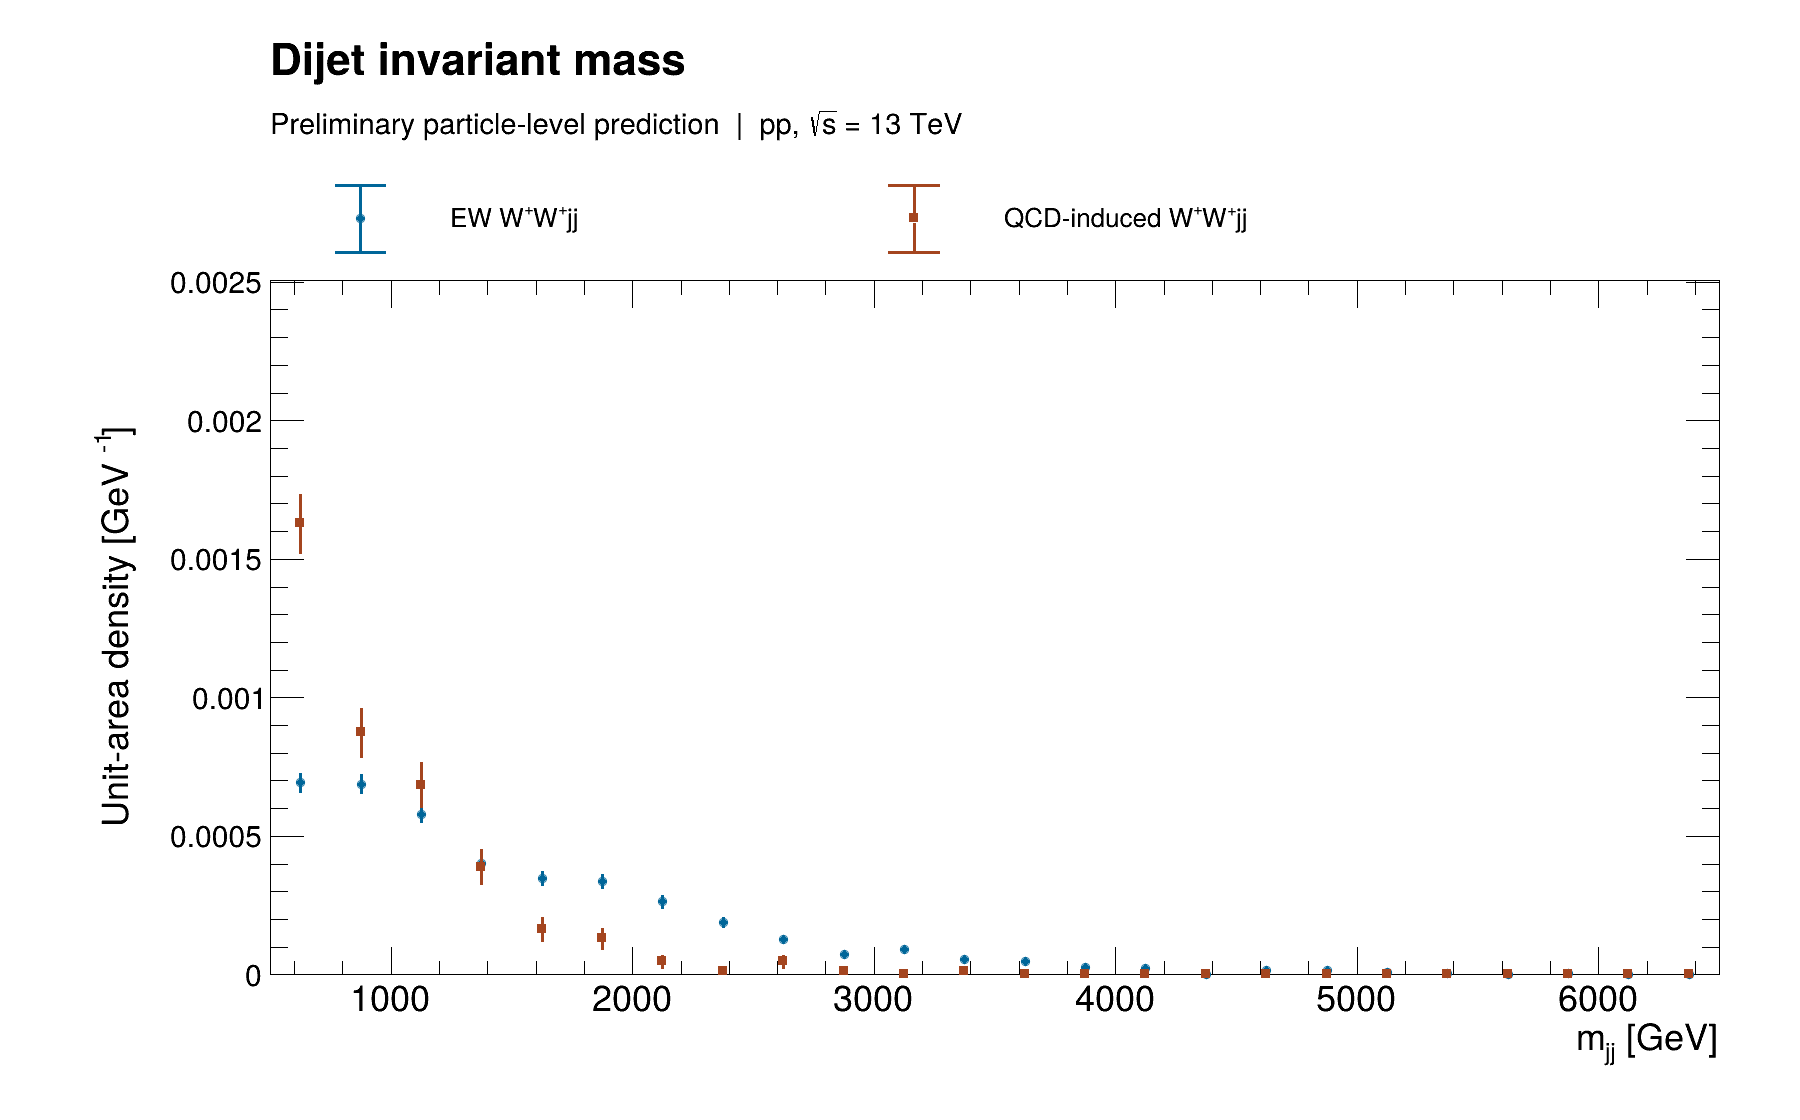 Dijet invariant mass
Preliminary particle-level prediction | pp, √s = 13 TeV
EW W⁺W⁺jj
QCD-induced W⁺W⁺jj
0.0025
0.002
0.0015
0.001
0.0005
0
Unit-area density [GeV⁻¹]
1000 2000 3000 4000 5000 6000
m_jj [GeV]